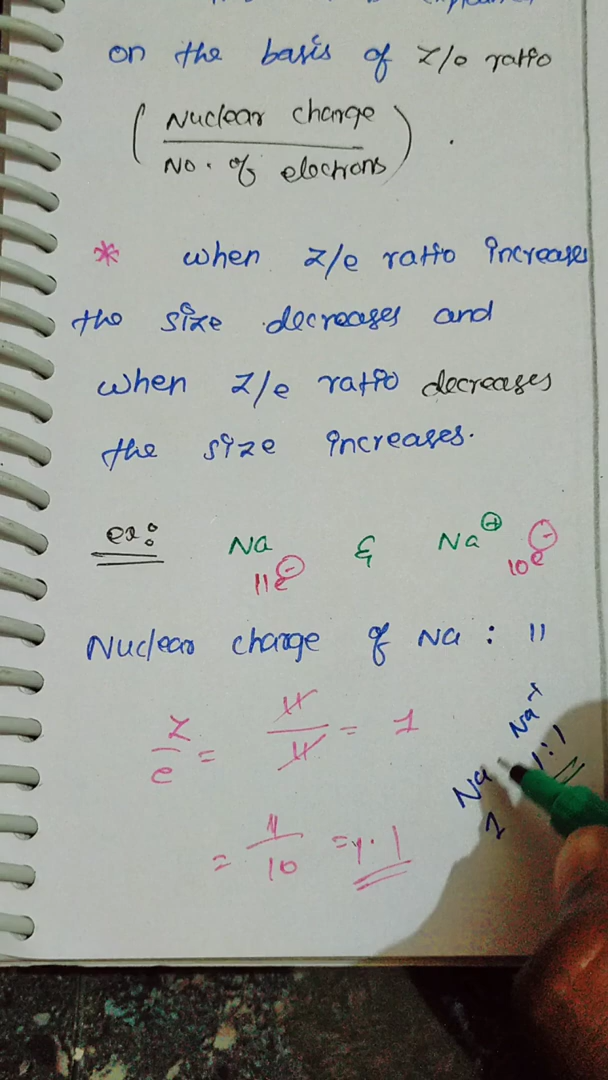 on the basis of Z/e ratio
(Nuclear charge
No. of electrons) .
* when Z/e ratio increases
the size decreases and
when Z/e ratio decreases
the size increases.
ex: Na & Na⊕
11e⊖ 10e⊖
Nuclear charge of Na : 11
Z/e = 11/11 = 1
= 11/10 = 1.1
Na Na+
1 1:1